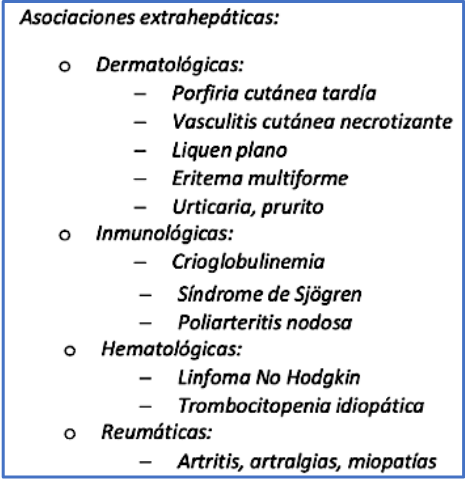 Asociaciones extrahepáticas:
o Dermatológicas:
– Porfiria cutánea tardía
– Vasculitis cutánea necrotizante
– Liquen plano
– Eritema multiforme
– Urticaria, prurito
o Inmunológicas:
– Crioglobulinemia
– Síndrome de Sjögren
– Poliarteritis nodosa
o Hematológicas:
– Linfoma No Hodgkin
– Trombocitopenia idiopática
o Reumáticas:
– Artritis, artralgias, miopatías